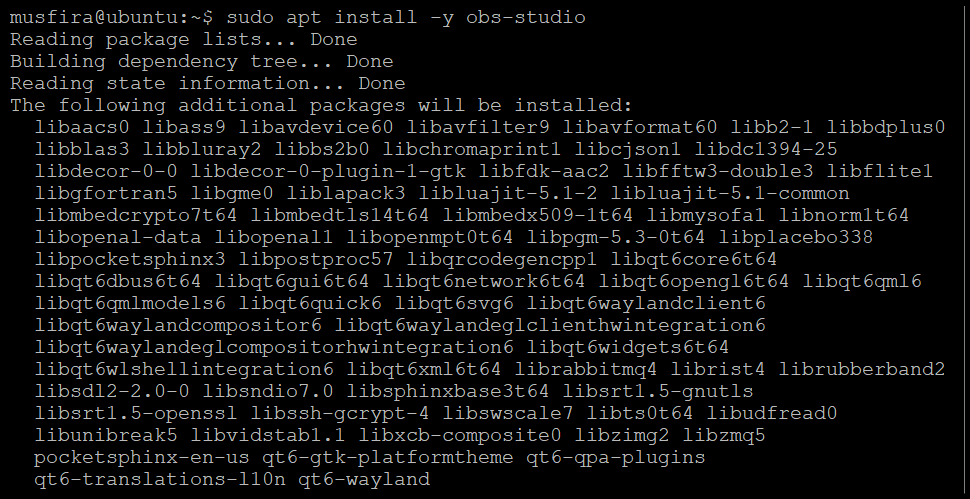 musfira@ubuntu:~$ sudo apt install -y obs-studio
Reading package lists... Done
Building dependency tree... Done
Reading state information... Done
The following additional packages will be installed:
libaacs0 libass9 libavdevice60 libavfilter9 libavformat60 libb2-1 libbdplus0
libblas3 libbluray2 libbs2b0 libchromaprint1 libcjson1 libdc1394-25
libdecor-0-0 libdecor-0-plugin-1-gtk libfdk-aac2 libfftw3-double3 libflite1
libgfortran5 libgme0 liblapack3 libluajit-5.1-2 libluajit-5.1-common
libmbedcrypto7t64 libmbedtls14t64 libmbedx509-1t64 libmysofa1 libnorm1t64
libopenal-data libopenal1 libopenmpt0t64 libpgm-5.3-0t64 libplacebo338
libpocketsphinx3 libpostproc57 libqrcodegencpp1 libqt6core6t64
libqt6dbus6t64 libqt6gui6t64 libqt6network6t64 libqt6opengl6t64 libqt6qml6
libqt6qmlmodels6 libqt6quick6 libqt6svg6 libqt6waylandclient6
libqt6waylandcompositor6 libqt6waylandeglclienthwintegration6
libqt6waylandeglcompositorhwintegration6 libqt6widgets6t64
libqt6wlshellintegration6 libqt6xml6t64 librabbitmq4 librist4 librubberband2
libsdl2-2.0-0 libsndio7.0 libsphinxbase3t64 libsrt1.5-gnutls
libsrt1.5-openssl libssh-gcrypt-4 libswscale7 libts0t64 libudfread0
libunibreak5 libvidstab1.1 libxcb-composite0 libzimg2 libzmq5
pocketsphinx-en-us qt6-gtk-platformtheme qt6-qpa-plugins
qt6-translations-l10n qt6-wayland